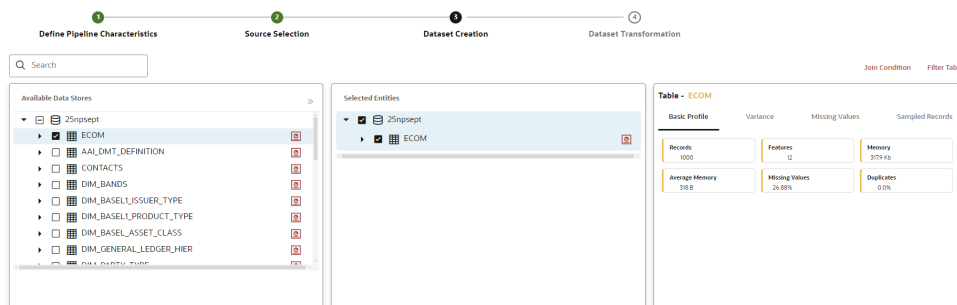 1 2 3 4
Define Pipeline Characteristics Source Selection Dataset Creation Dataset Transformation
Search
Join Condition Filter Tab
Available Data Stores
25npsept
ECOM
AAI_DMT_DEFINITION
CONTACTS
DIM_BANDS
DIM_BASEL1_ISSUER_TYPE
DIM_BASEL1_PRODUCT_TYPE
DIM_BASEL_ASSET_CLASS
DIM_GENERAL_LEDGER_HIER
DIM_PARTY_TYPE
Selected Entities
25npsept
ECOM
Table - ECOM
Basic Profile Variance Missing Values Sampled Records
Records Features Memory
1000 12 317.9 Kb
Average Memory Missing Values Duplicates
318 B 26.88% 0.0%